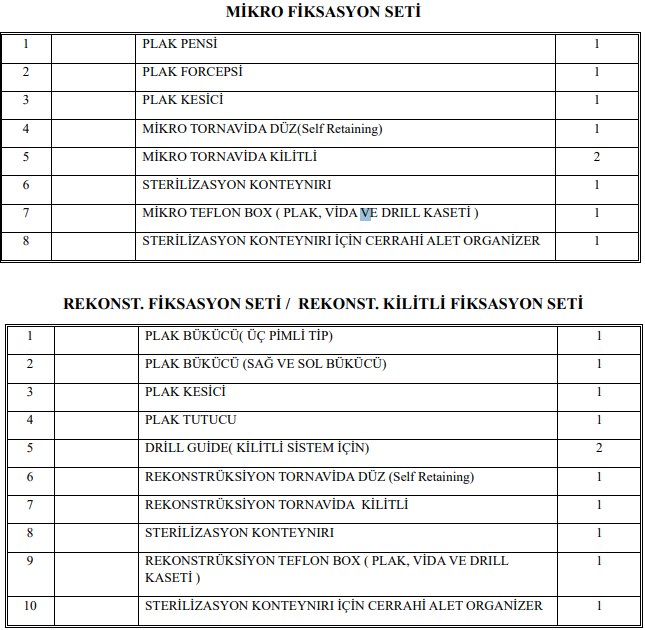 MİKRO FİKSASYON SETİ
1 PLAK PENSİ 1
2 PLAK FORCEPSİ 1
3 PLAK KESİCİ 1
4 MİKRO TORNAVİDA DÜZ(Self Retaining) 1
5 MİKRO TORNAVİDA KİLİTLİ 2
6 STERİLİZASYON KONTEYNIRI 1
7 MİKRO TEFLON BOX ( PLAK, VİDA VE DRILL KASETİ ) 1
8 STERİLİZASYON KONTEYNIRI İÇİN CERRAHİ ALET ORGANİZER 1
REKONST. FİKSASYON SETİ / REKONST. KİLİTLİ FİKSASYON SETİ
1 PLAK BÜKÜCÜ( ÜÇ PİMLİ TİP) 1
2 PLAK BÜKÜCÜ (SAĞ VE SOL BÜKÜCÜ) 1
3 PLAK KESİCİ 1
4 PLAK TUTUCU 1
5 DRİLL GUİDE( KİLİTLİ SİSTEM İÇİN) 2
6 REKONSTRÜKSİYON TORNAVİDA DÜZ (Self Retaining) 1
7 REKONSTRÜKSİYON TORNAVİDA KİLİTLİ 1
8 STERİLİZASYON KONTEYNIRI 1
9 REKONSTRÜKSİYON TEFLON BOX ( PLAK, VİDA VE DRILL 1
KASETİ )
10 STERİLİZASYON KONTEYNIRI İÇİN CERRAHİ ALET ORGANİZER 1